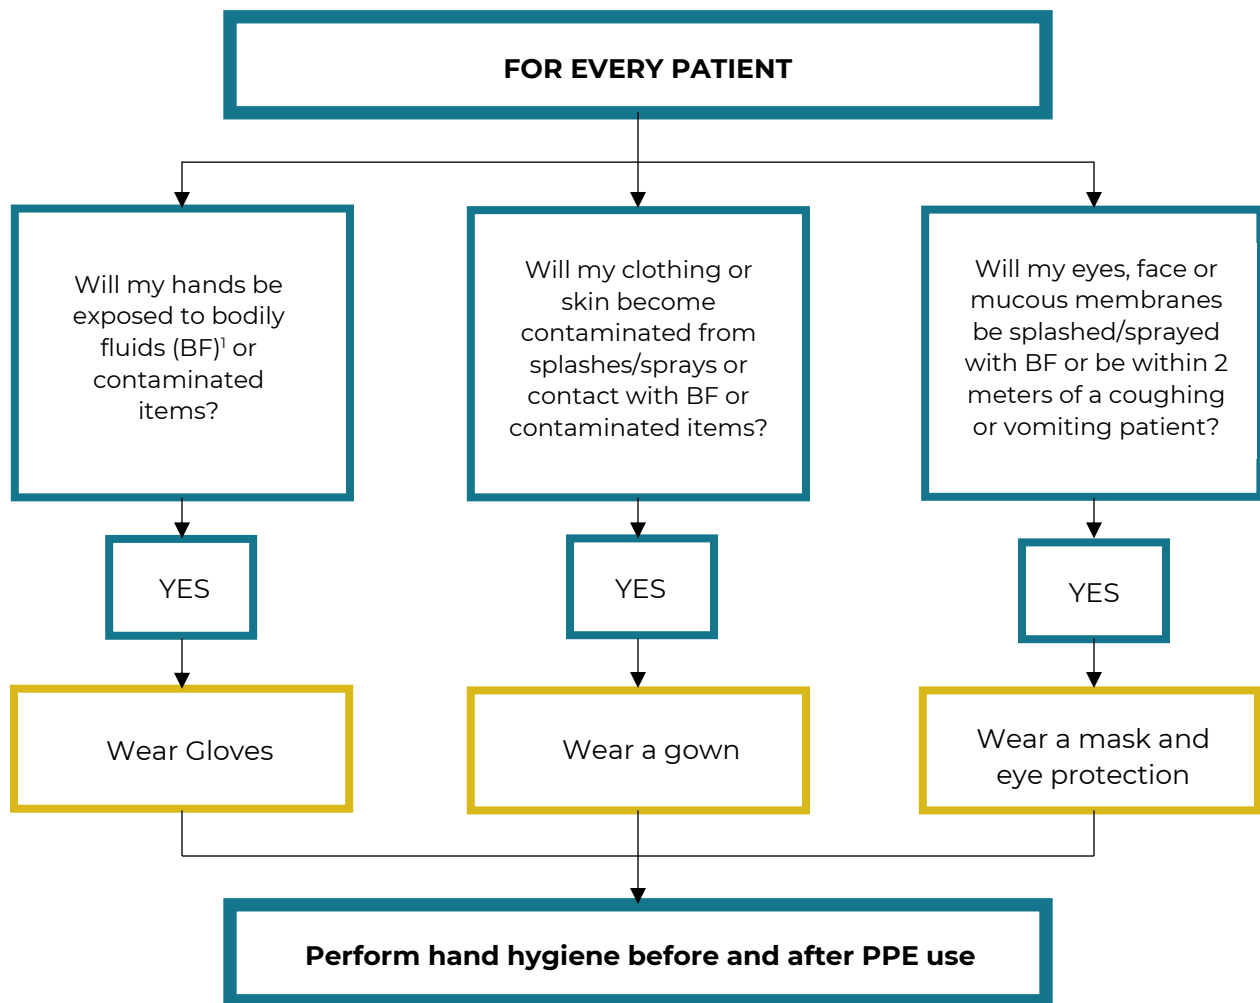 FOR EVERY PATIENT
Will my hands be
exposed to bodily
fluids (BF)¹ or
contaminated
items?
Will my clothing or
skin become
contaminated from
splashes/sprays or
contact with BF or
contaminated items?
Will my eyes, face or
mucous membranes
be splashed/sprayed
with BF or be within 2
meters of a coughing
or vomiting patient?
YES
YES
YES
Wear Gloves
Wear a gown
Wear a mask and
eye protection
Perform hand hygiene before and after PPE use